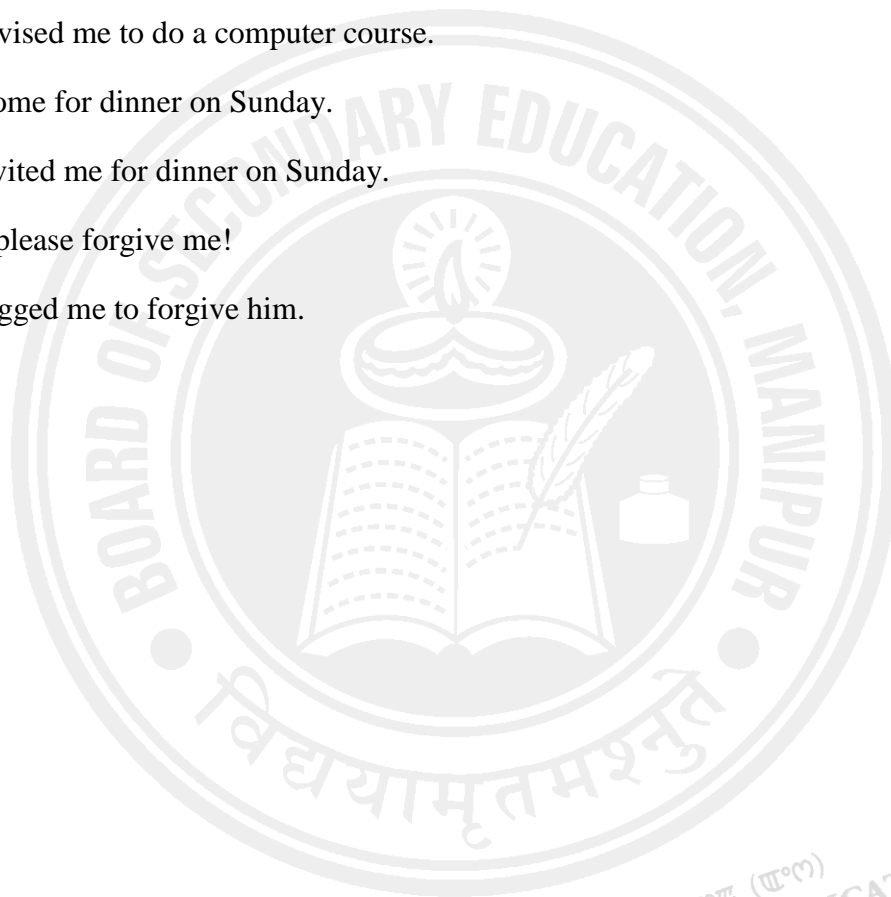 vised me to do a computer course.
ome for dinner on Sunday.
vited me for dinner on Sunday.
please forgive me!
gged me to forgive him.
BOARD OF SECONDARY EDUCATION, MANIPUR
विद्ययामृतमश्नुते